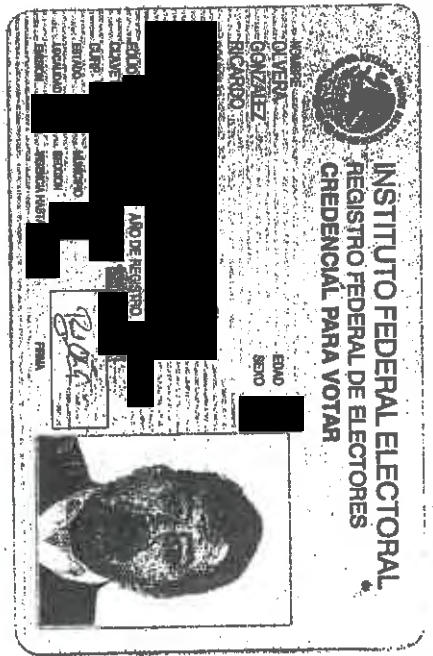 INSTITUTO FEDERAL ELECTORAL
REGISTRO FEDERAL DE ELECTORES
CREDENCIAL PARA VOTAR
NOMBRE
OLVERA
GONZALEZ
RICARDO
EDAD
SEXO
FOLIO
AÑO DE REGISTRO
CLAVE
CURP
ESTADO MUNICIPIO
LOCALIDAD SECCION
EMISION VIGENCIA HASTA
FIRMA